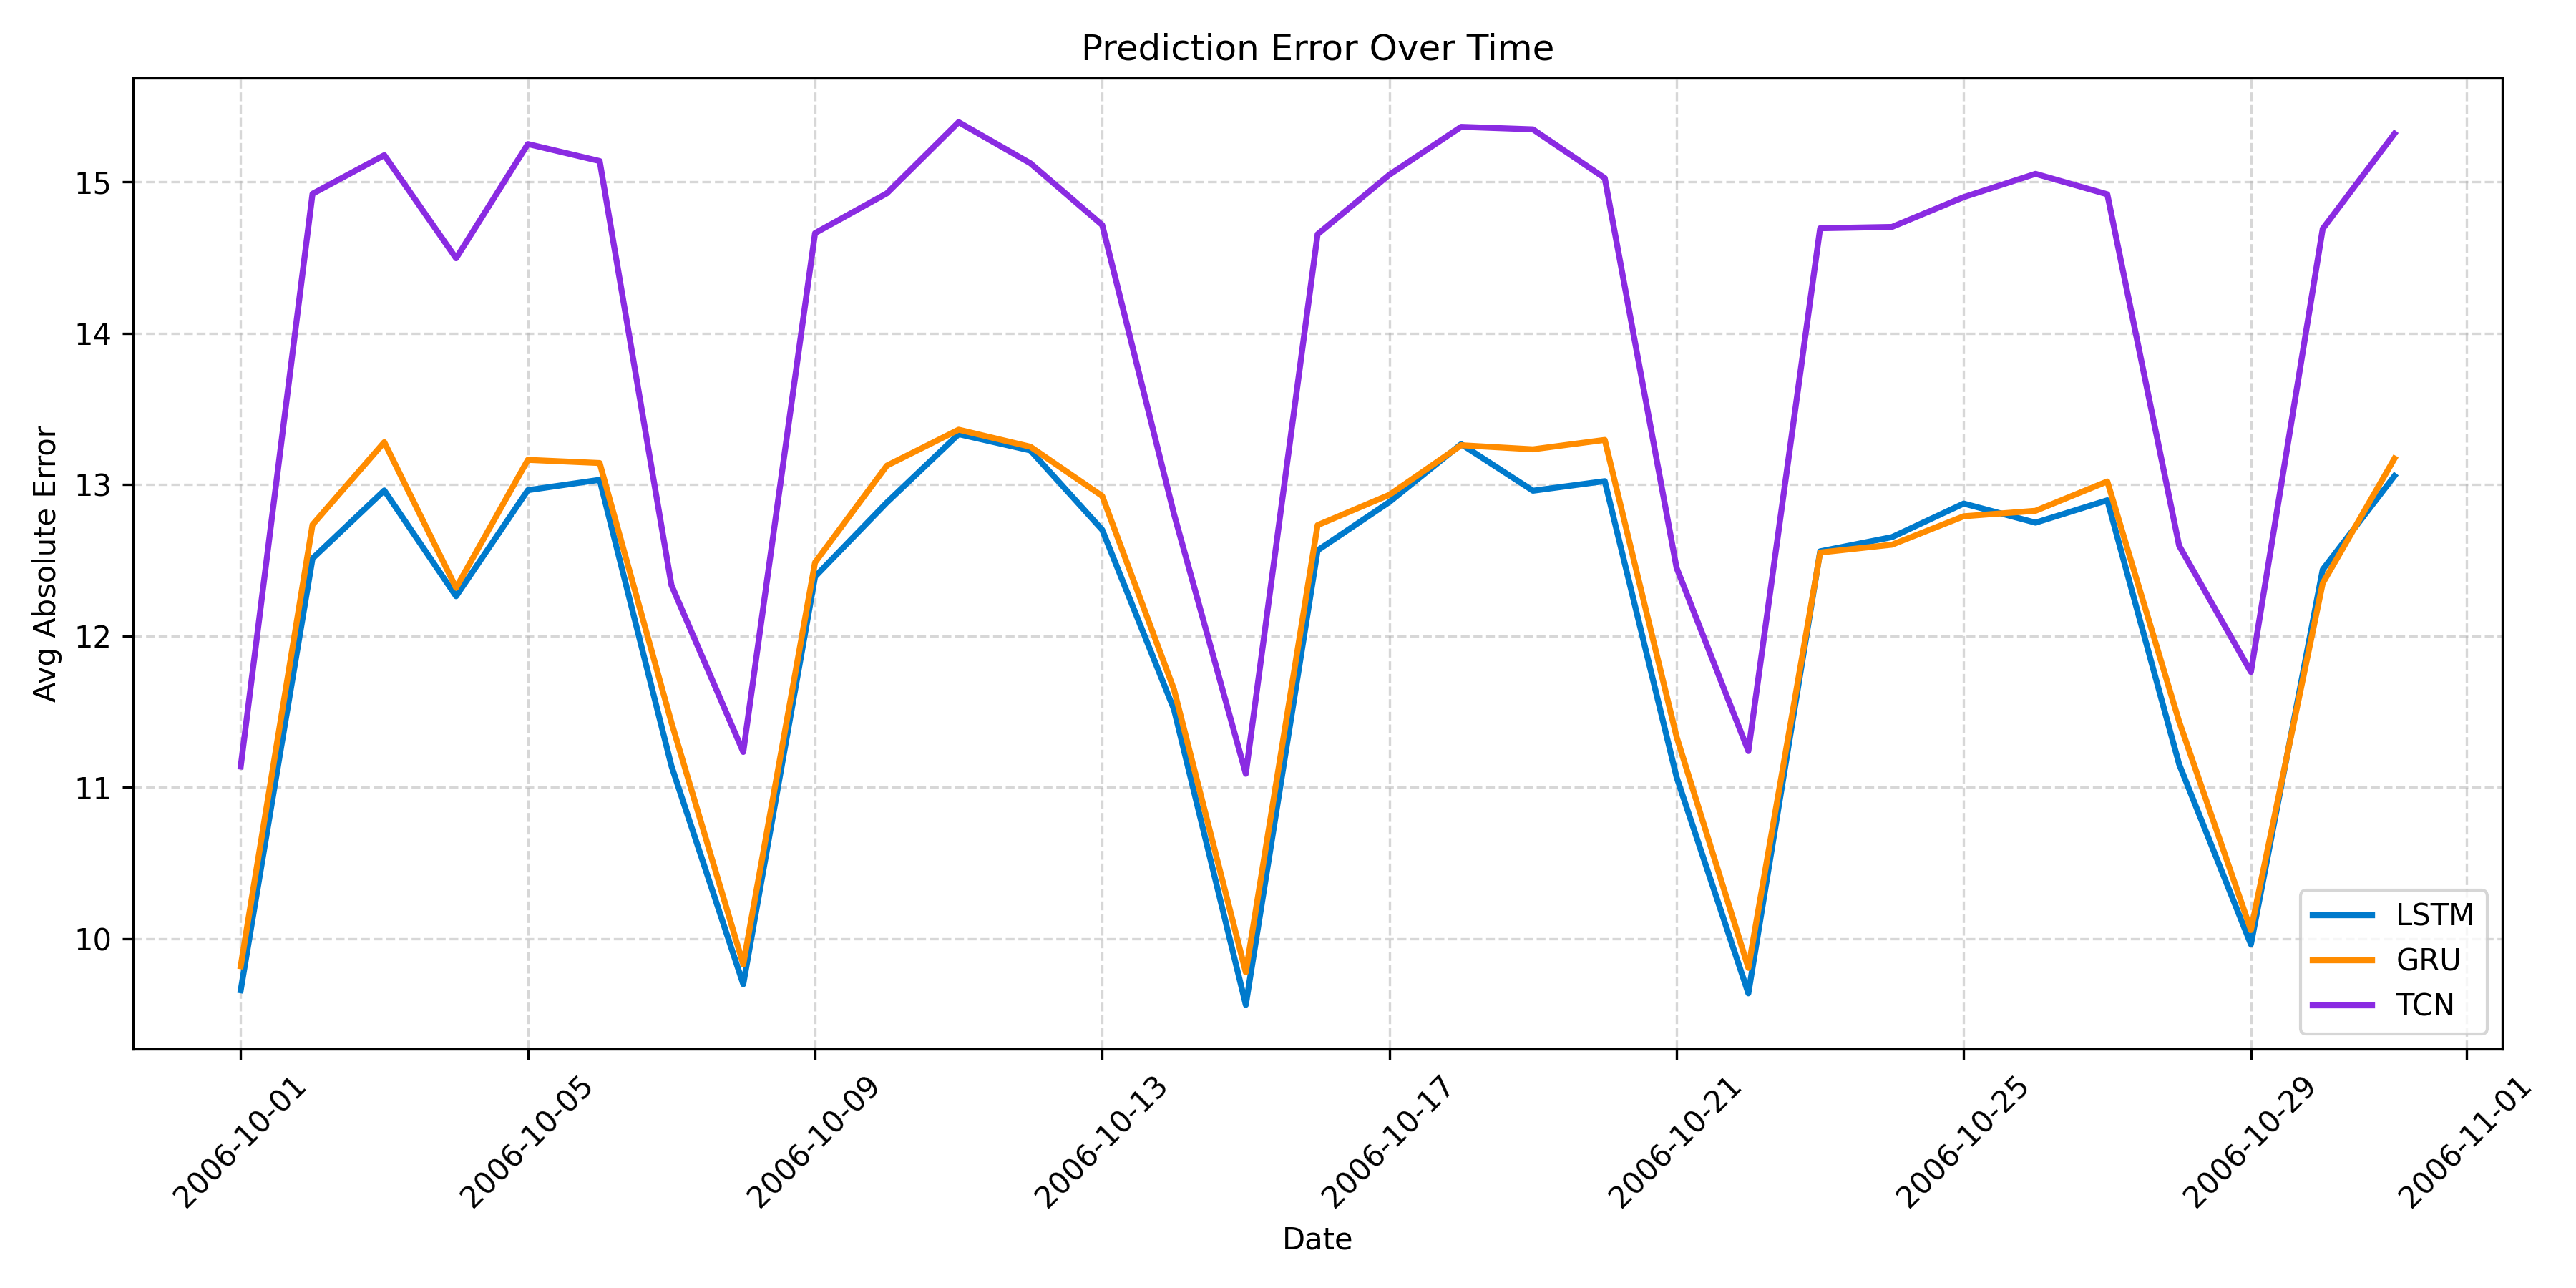 Prediction Error Over Time
Avg Absolute Error
15
14
13
12
11
10
LSTM
GRU
TCN
2006-10-01
2006-10-05
2006-10-09
2006-10-13
2006-10-17
2006-10-21
2006-10-25
2006-10-29
2006-11-01
Date